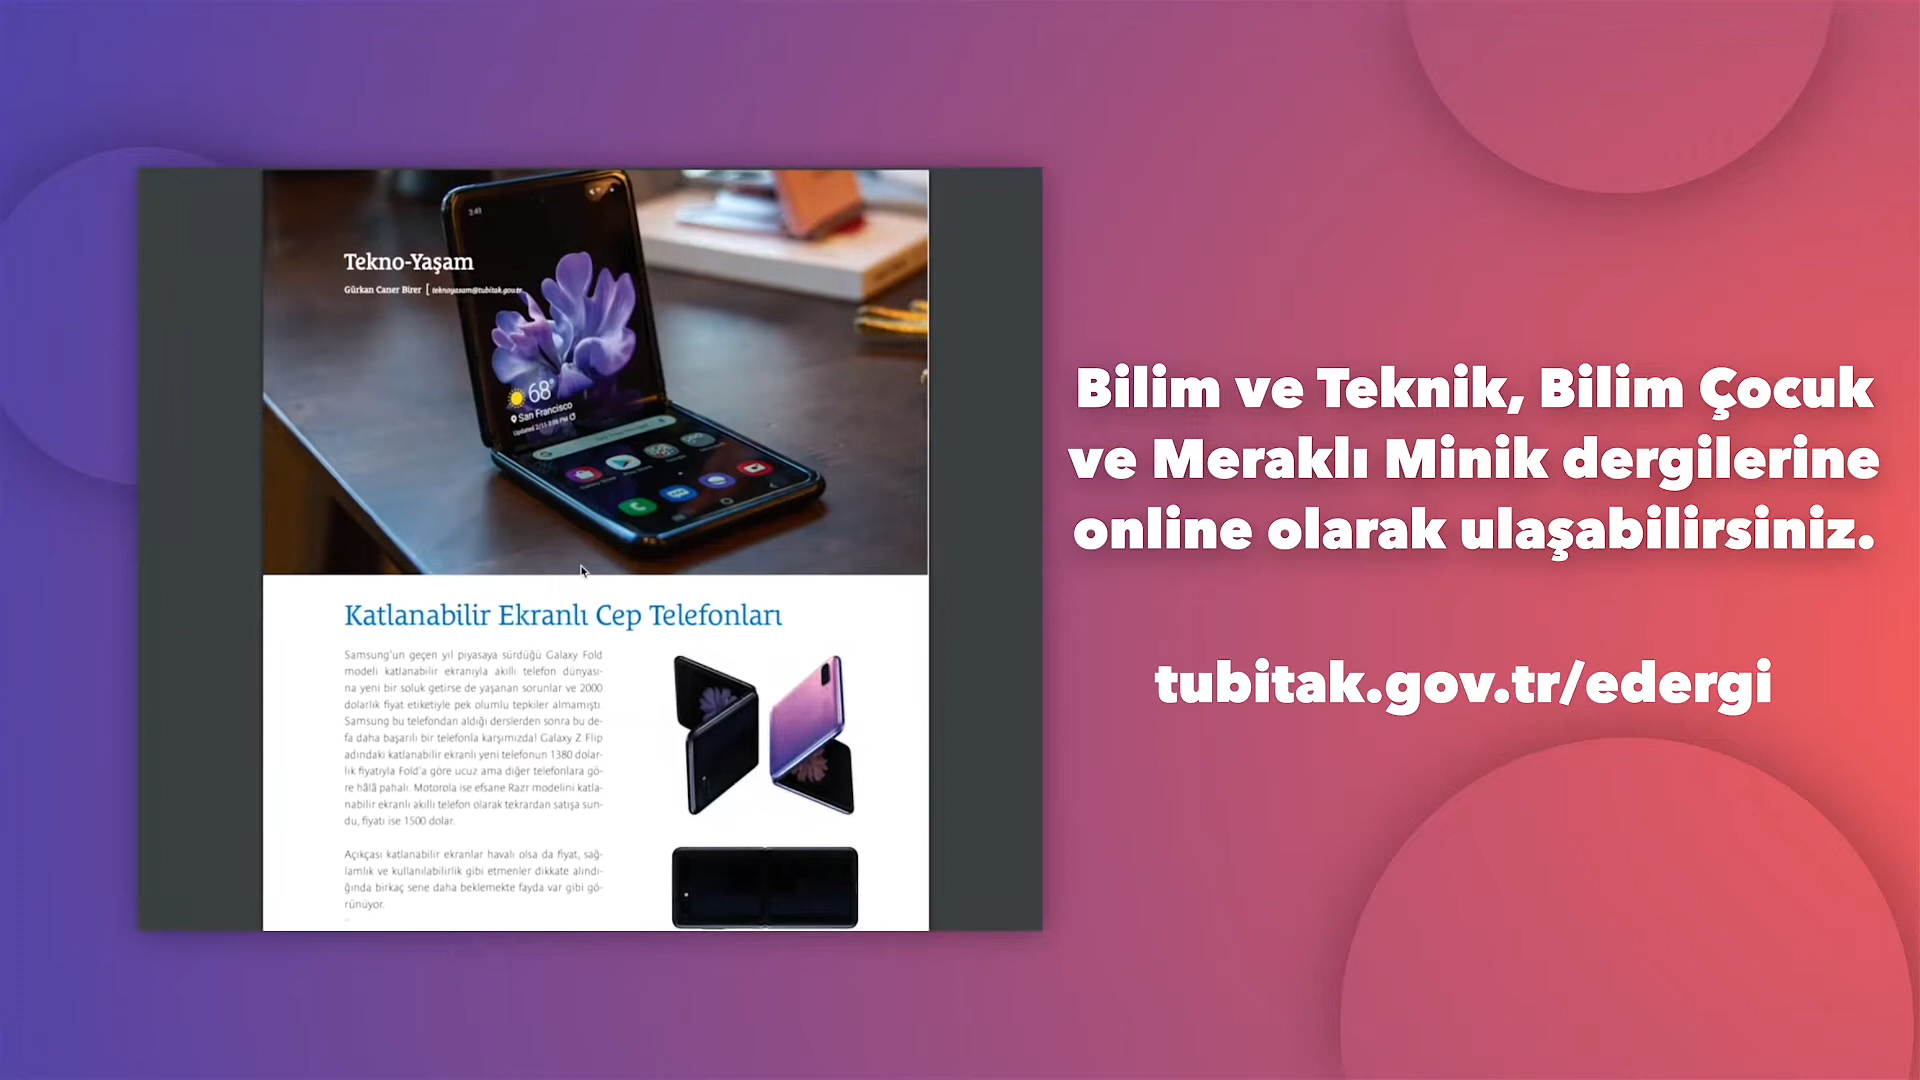 Tekno-Yaşam
Gürkan Caner Birer [ teknoyasam@tubitak.gov.tr
3:41
68°
San Francisco
Katlanabilir Ekranlı Cep Telefonları
Samsung'un geçen yıl piyasaya sürdüğü Galaxy Fold
modeli katlanabilir ekranıyla akıllı telefon dünyası-
na yeni bir soluk getirse de yaşanan sorunlar ve 2000
dolarlık fiyat etiketiyle pek olumlu tepkiler almamıştı.
Samsung bu telefondan aldığı derslerden sonra bu de-
fa daha başarılı bir telefonla karşımızda! Galaxy Z Flip
adındaki katlanabilir ekranlı yeni telefonun 1380 dolar-
lık fiyatıyla Fold'a göre ucuz ama diğer telefonlara gö-
re hâlâ pahalı. Motorola ise efsane Razr modelini katla-
nabilir ekranlı akıllı telefon olarak tekrardan satışa sun-
du, fiyatı ise 1500 dolar.
Açıkçası katlanabilir ekranlar havalı olsa da fiyat, sağ-
lamlık ve kullanılabilirlik gibi etmenler dikkate alındı-
ğında birkaç sene daha beklemekte fayda var gibi gö-
rünüyor.
Bilim ve Teknik, Bilim Çocuk
ve Meraklı Minik dergilerine
online olarak ulaşabilirsiniz.
tubitak.gov.tr/edergi